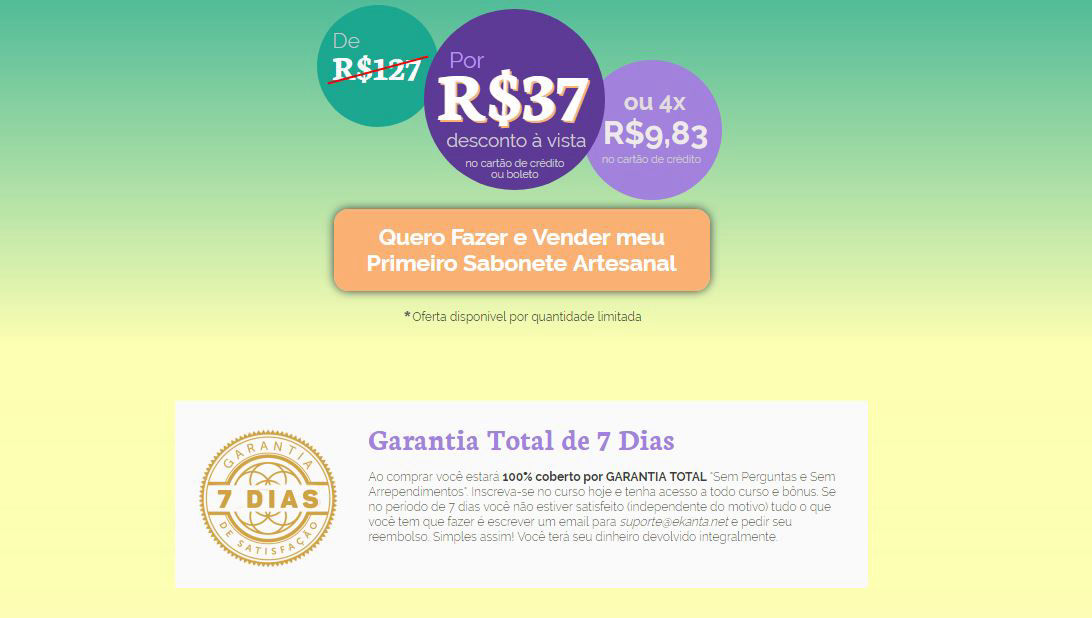 De
R$127
Por
R$37
desconto à vista
no cartão de crédito
ou boleto
ou 4x
R$9,83
no cartão de crédito
Quero Fazer e Vender meu
Primeiro Sabonete Artesanal
*Oferta disponível por quantidade limitada
GARANTIA
7 DIAS
DE SATISFAÇÃO
Garantia Total de 7 Dias
Ao comprar você estará 100% coberto por GARANTIA TOTAL "Sem Perguntas e Sem
Arrependimentos". Inscreva-se no curso hoje e tenha acesso a todo curso e bônus. Se
no período de 7 dias você não estiver satisfeito (independente do motivo) tudo o que
você tem que fazer é escrever um email para suporte@ekanta.net e pedir seu
reembolso. Simples assim! Você terá seu dinheiro devolvido integralmente.